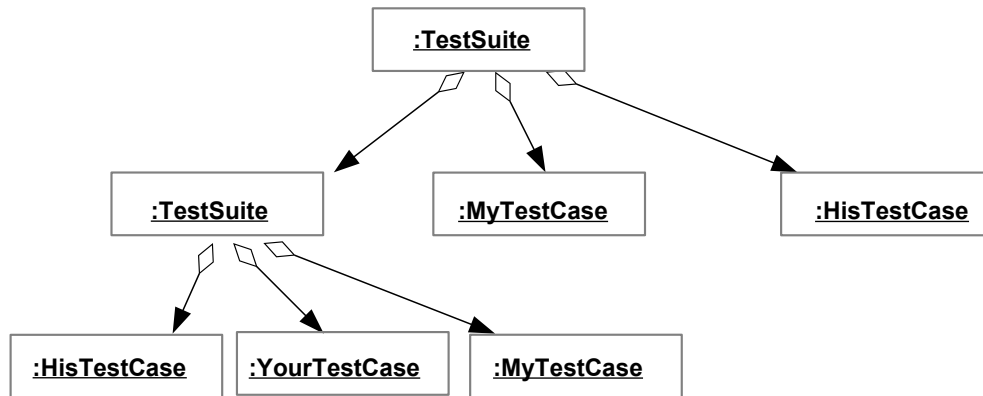 :TestSuite
:TestSuite
:MyTestCase
:HisTestCase
:HisTestCase
:YourTestCase
:MyTestCase